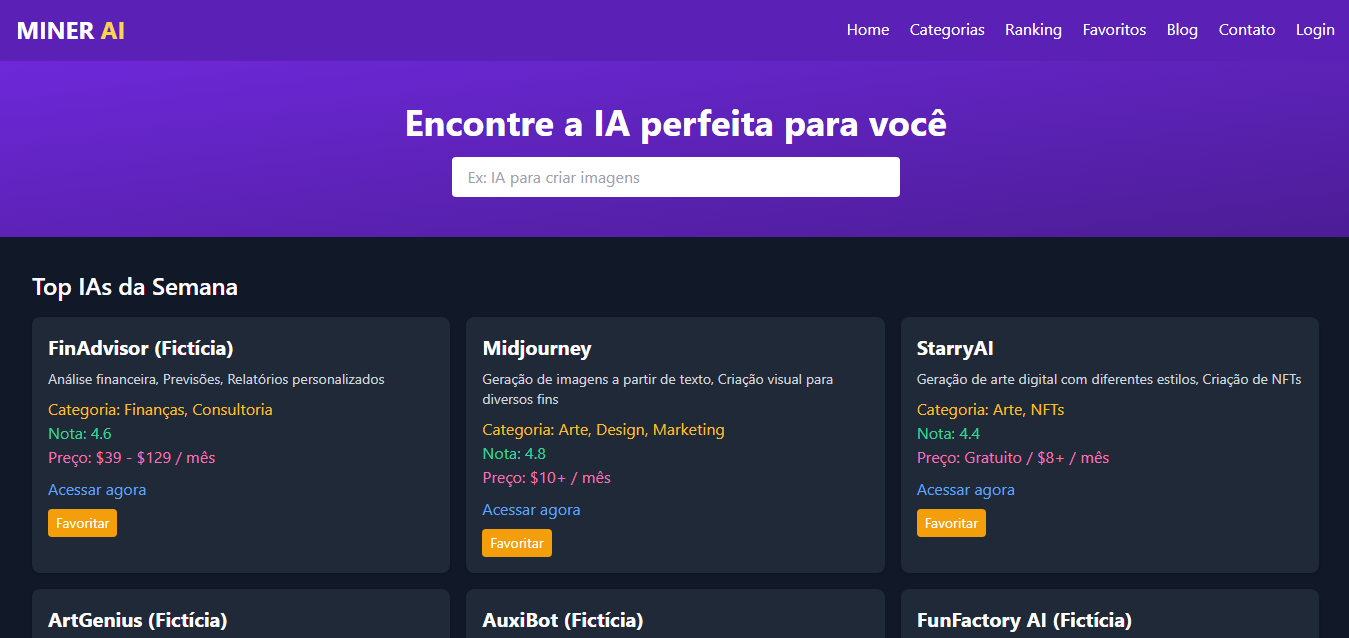 MINER AI
Home Categorias Ranking Favoritos Blog Contato Login
Encontre a IA perfeita para você
Ex: IA para criar imagens
Top IAs da Semana
FinAdvisor (Fictícia)
Análise financeira, Previsões, Relatórios personalizados
Categoria: Finanças, Consultoria
Nota: 4.6
Preço: $39 - $129 / mês
Acessar agora
Favoritar
Midjourney
Geração de imagens a partir de texto, Criação visual para
diversos fins
Categoria: Arte, Design, Marketing
Nota: 4.8
Preço: $10+ / mês
Acessar agora
Favoritar
StarryAI
Geração de arte digital com diferentes estilos, Criação de NFTs
Categoria: Arte, NFTs
Nota: 4.4
Preço: Gratuito / $8+ / mês
Acessar agora
Favoritar
ArtGenius (Fictícia)
AuxiBot (Fictícia)
FunFactory AI (Fictícia)